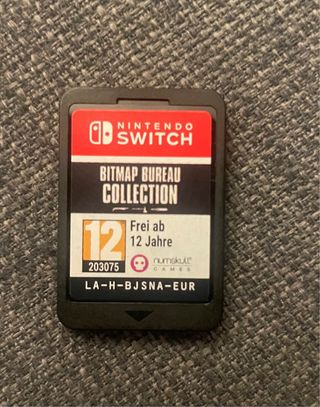 NINTENDO
SWITCH
BITMAP BUREAU
COLLECTION
12
203075
Frei ab
12 Jahre
numskull
GAMES
LA-H-BJSNA-EUR